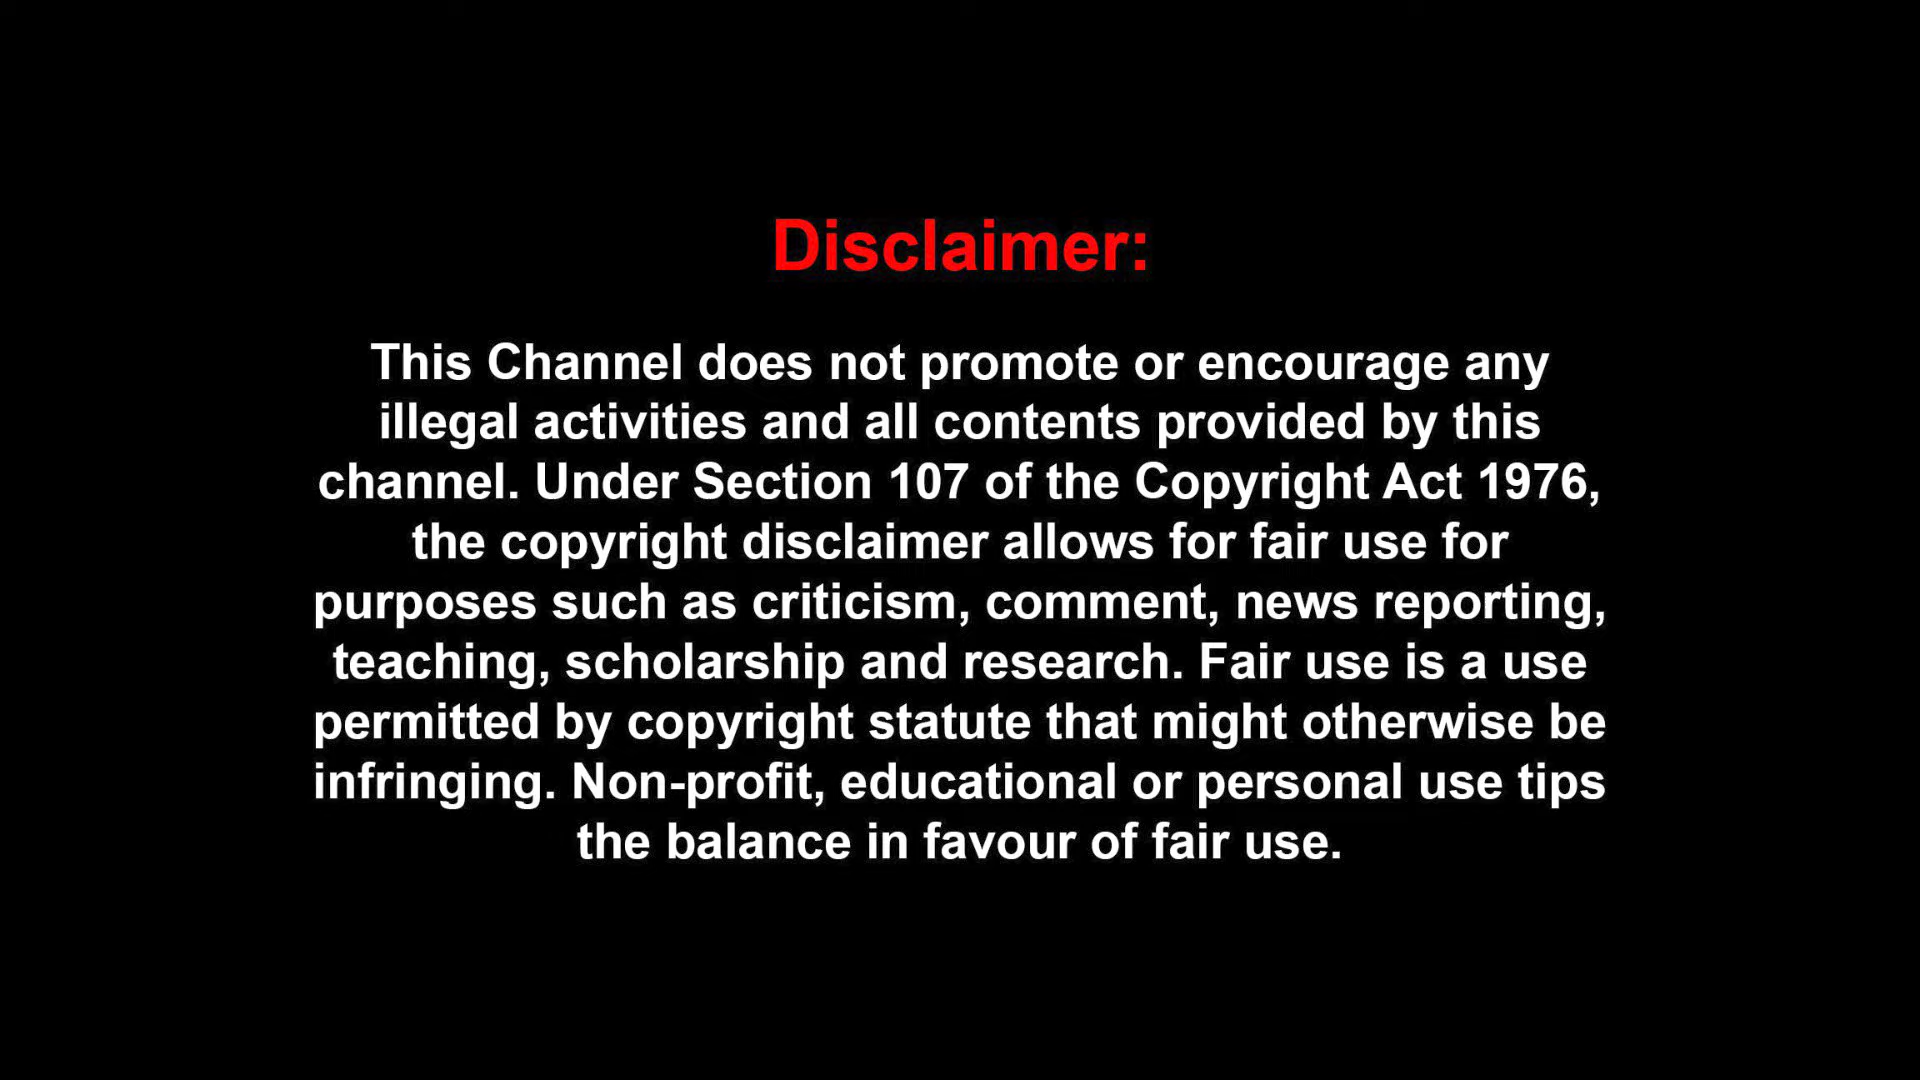 Disclaimer:
This Channel does not promote or encourage any
illegal activities and all contents provided by this
channel. Under Section 107 of the Copyright Act 1976,
the copyright disclaimer allows for fair use for
purposes such as criticism, comment, news reporting,
teaching, scholarship and research. Fair use is a use
permitted by copyright statute that might otherwise be
infringing. Non-profit, educational or personal use tips
the balance in favour of fair use.